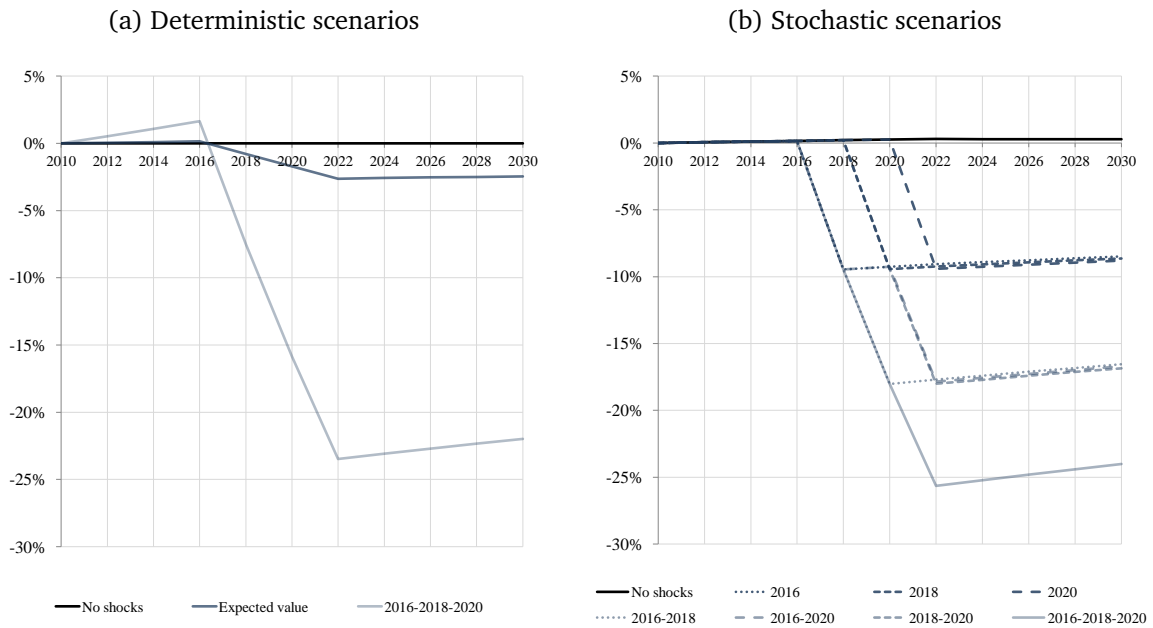 (a) Deterministic scenarios
5%
0%
2010 2012 2014 2016 2018 2020 2022 2024 2026 2028 2030
-5%
-10%
-15%
-20%
-25%
-30%
No shocks Expected value 2016-2018-2020
(b) Stochastic scenarios
5%
0%
2010 2012 2014 2016 2018 2020 2022 2024 2026 2028 2030
-5%
-10%
-15%
-20%
-25%
-30%
No shocks 2016 2018 2020
2016-2018 2016-2020 2018-2020 2016-2018-2020